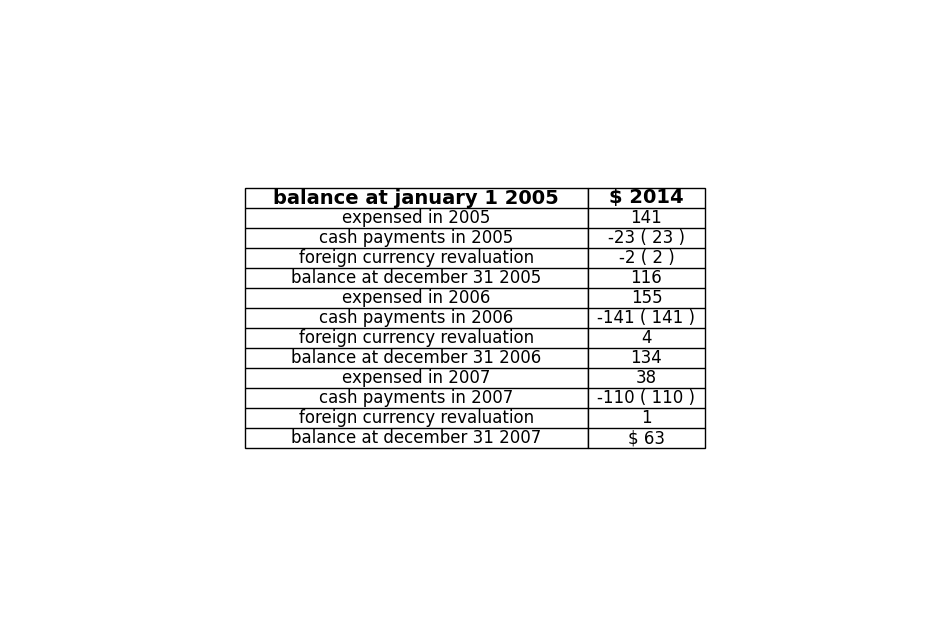 balance at january 1 2005 $ 2014
expensed in 2005 141
cash payments in 2005 -23 ( 23 )
foreign currency revaluation -2 ( 2 )
balance at december 31 2005 116
expensed in 2006 155
cash payments in 2006 -141 ( 141 )
foreign currency revaluation 4
balance at december 31 2006 134
expensed in 2007 38
cash payments in 2007 -110 ( 110 )
foreign currency revaluation 1
balance at december 31 2007 $ 63